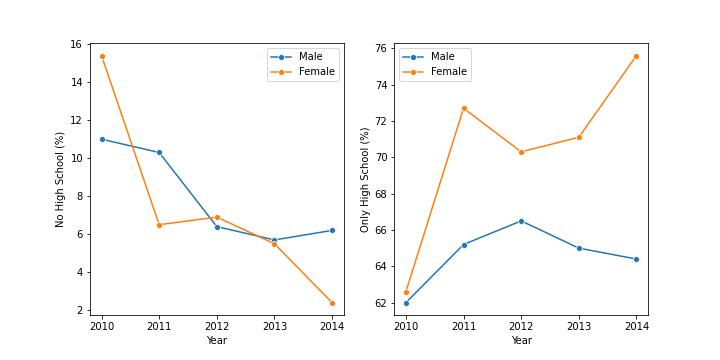 No High School (%)
16
14
12
10
8
6
4
2
2010 2011 2012 2013 2014
Year
Male
Female
Only High School (%)
76
74
72
70
68
66
64
62
2010 2011 2012 2013 2014
Year
Male
Female